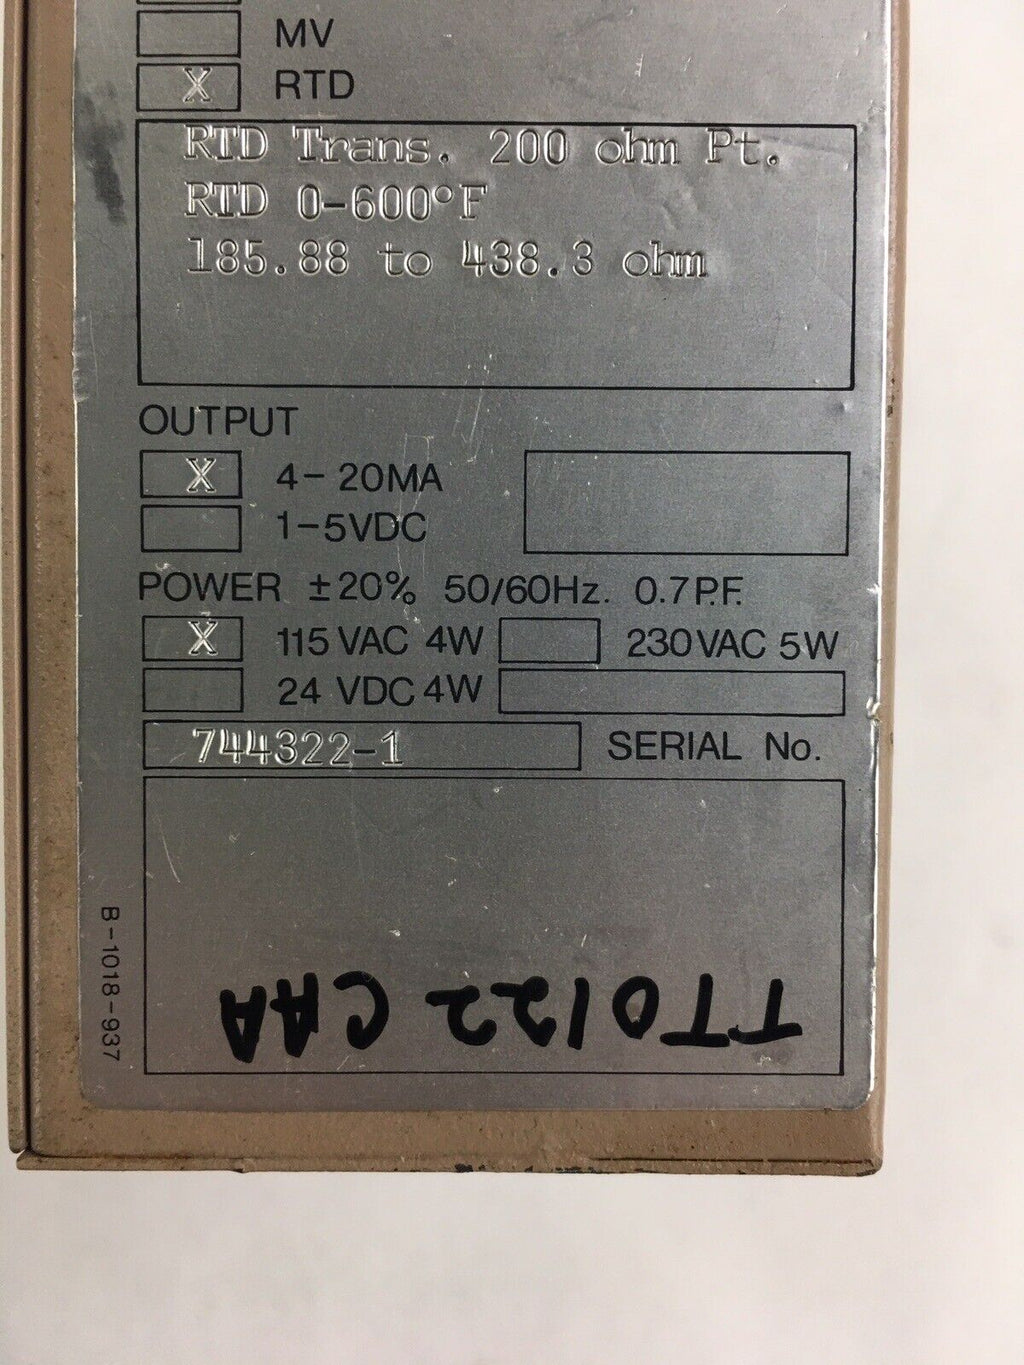 MV
X RTD
RTD Trans. 200 ohm Pt.
RTD 0-600°F
185.88 to 438.3 ohm
OUTPUT
X 4-20MA
1-5VDC
POWER ±20% 50/60Hz. 0.7P.F.
X 115 VAC 4W 230VAC 5W
24 VDC 4W
744322-1 SERIAL No.
B-1018-937
TT0122 CAA